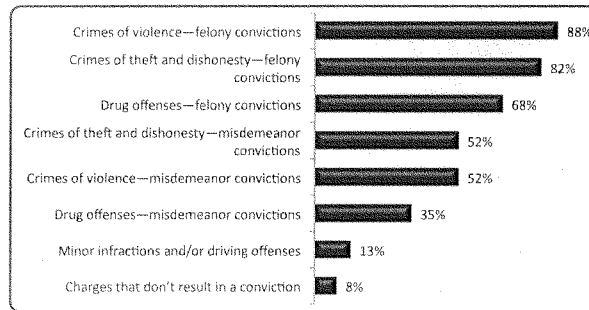 Crimes of violence—felony convictions 88%
Crimes of theft and dishonesty—felony
convictions 82%
Drug offenses—felony convictions 68%
Crimes of theft and dishonesty—misdemeanor
convictions 52%
Crimes of violence—misdemeanor convictions 52%
Drug offenses—misdemeanor convictions 35%
Minor infractions and/or driving offenses 13%
Charges that don't result in a conviction 8%